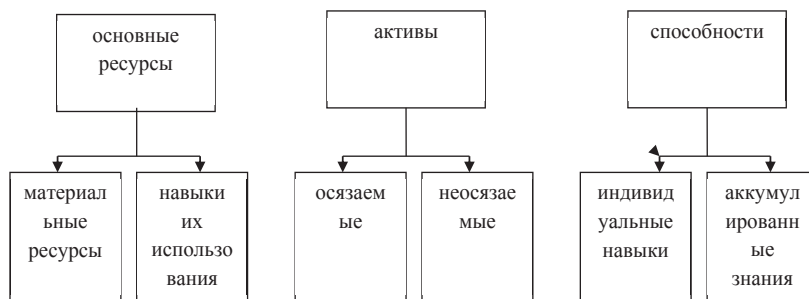 основные
ресурсы
активы
способности
материал
ьные
ресурсы
навыки
их
использо
вания
осязаем
ые
неосязае
мые
индивид
уальные
навыки
аккумул
ированн
ые
знания